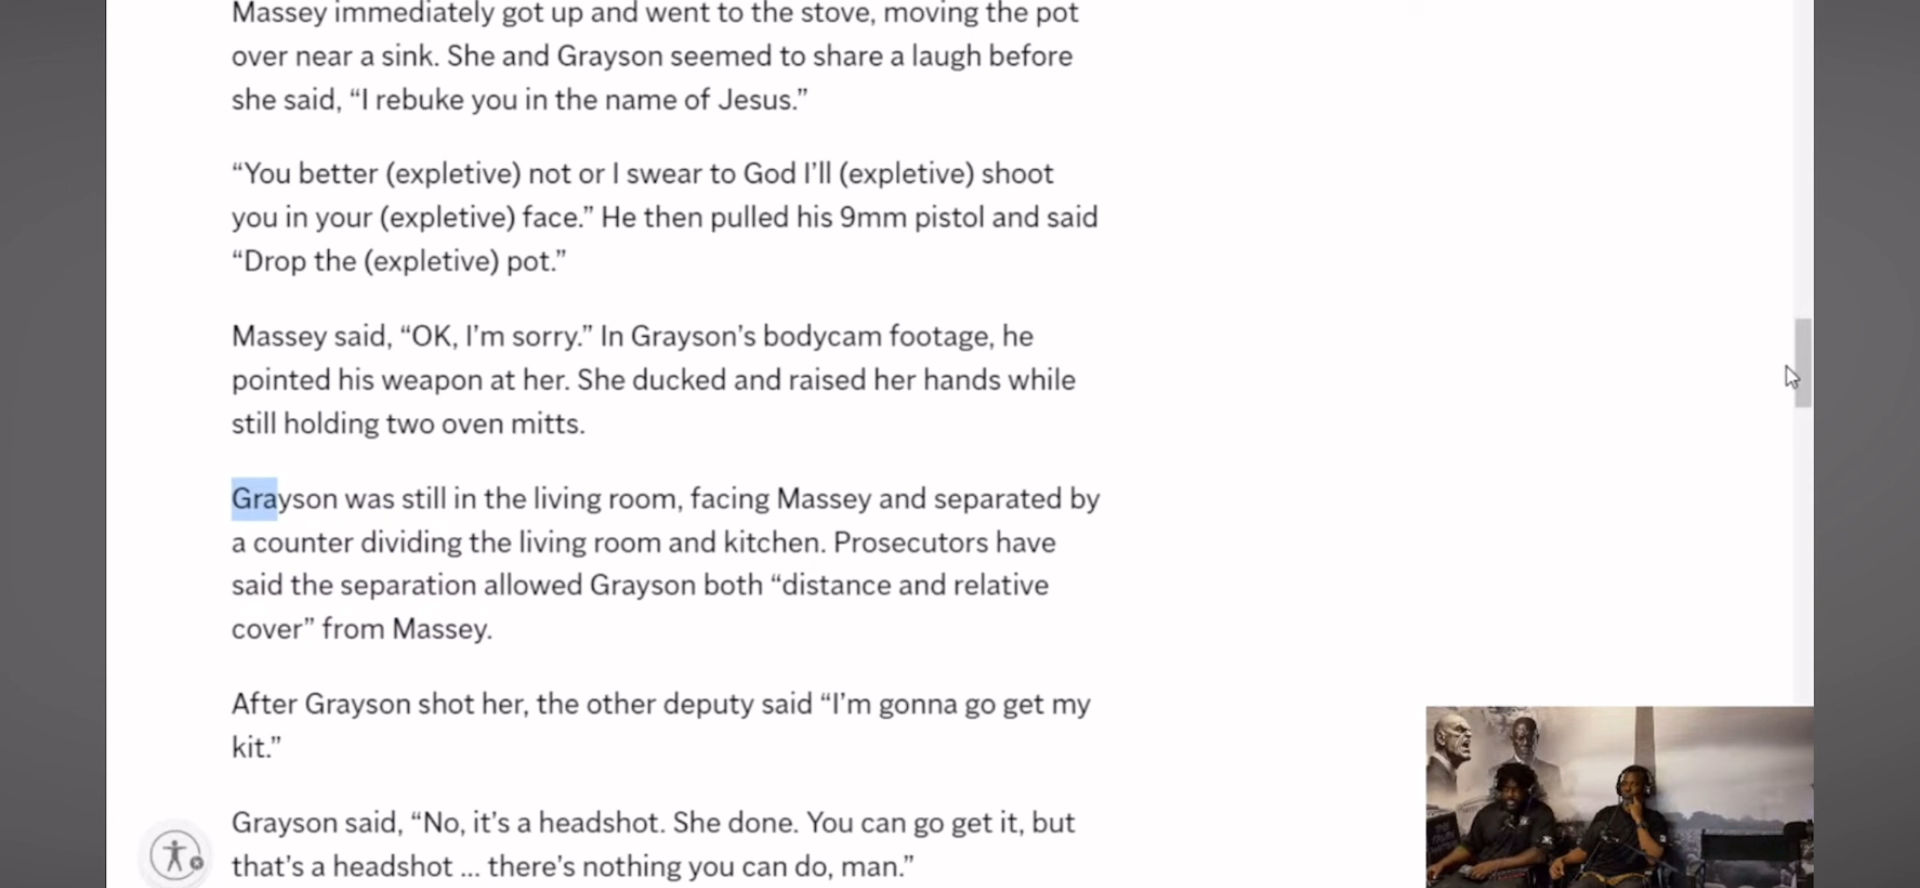 Massey immediately got up and went to the stove, moving the pot
over near a sink. She and Grayson seemed to share a laugh before
she said, “I rebuke you in the name of Jesus.”
“You better (expletive) not or I swear to God I’ll (expletive) shoot
you in your (expletive) face.” He then pulled his 9mm pistol and said
“Drop the (expletive) pot.”
Massey said, “OK, I’m sorry.” In Grayson’s bodycam footage, he
pointed his weapon at her. She ducked and raised her hands while
still holding two oven mitts.
Grayson was still in the living room, facing Massey and separated by
a counter dividing the living room and kitchen. Prosecutors have
said the separation allowed Grayson both “distance and relative
cover” from Massey.
After Grayson shot her, the other deputy said “I’m gonna go get my
kit.”
Grayson said, “No, it’s a headshot. She done. You can go get it, but
that’s a headshot ... there’s nothing you can do, man.”